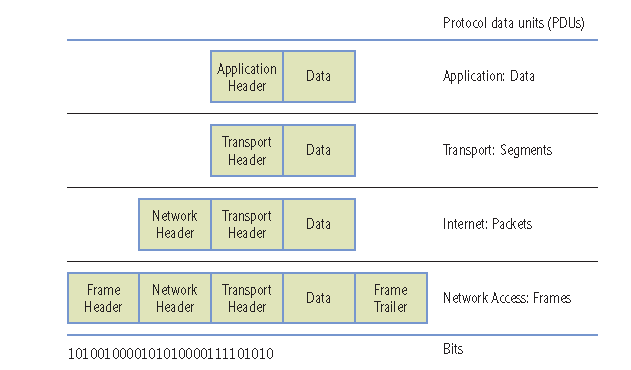 Protocol data units (PDUs)
Application Header
Data
Application: Data
Transport Header
Data
Transport: Segments
Network Header
Transport Header
Data
Internet: Packets
Frame Header
Network Header
Transport Header
Data
Frame Trailer
Network Access: Frames
1010010000101010000111101010
Bits